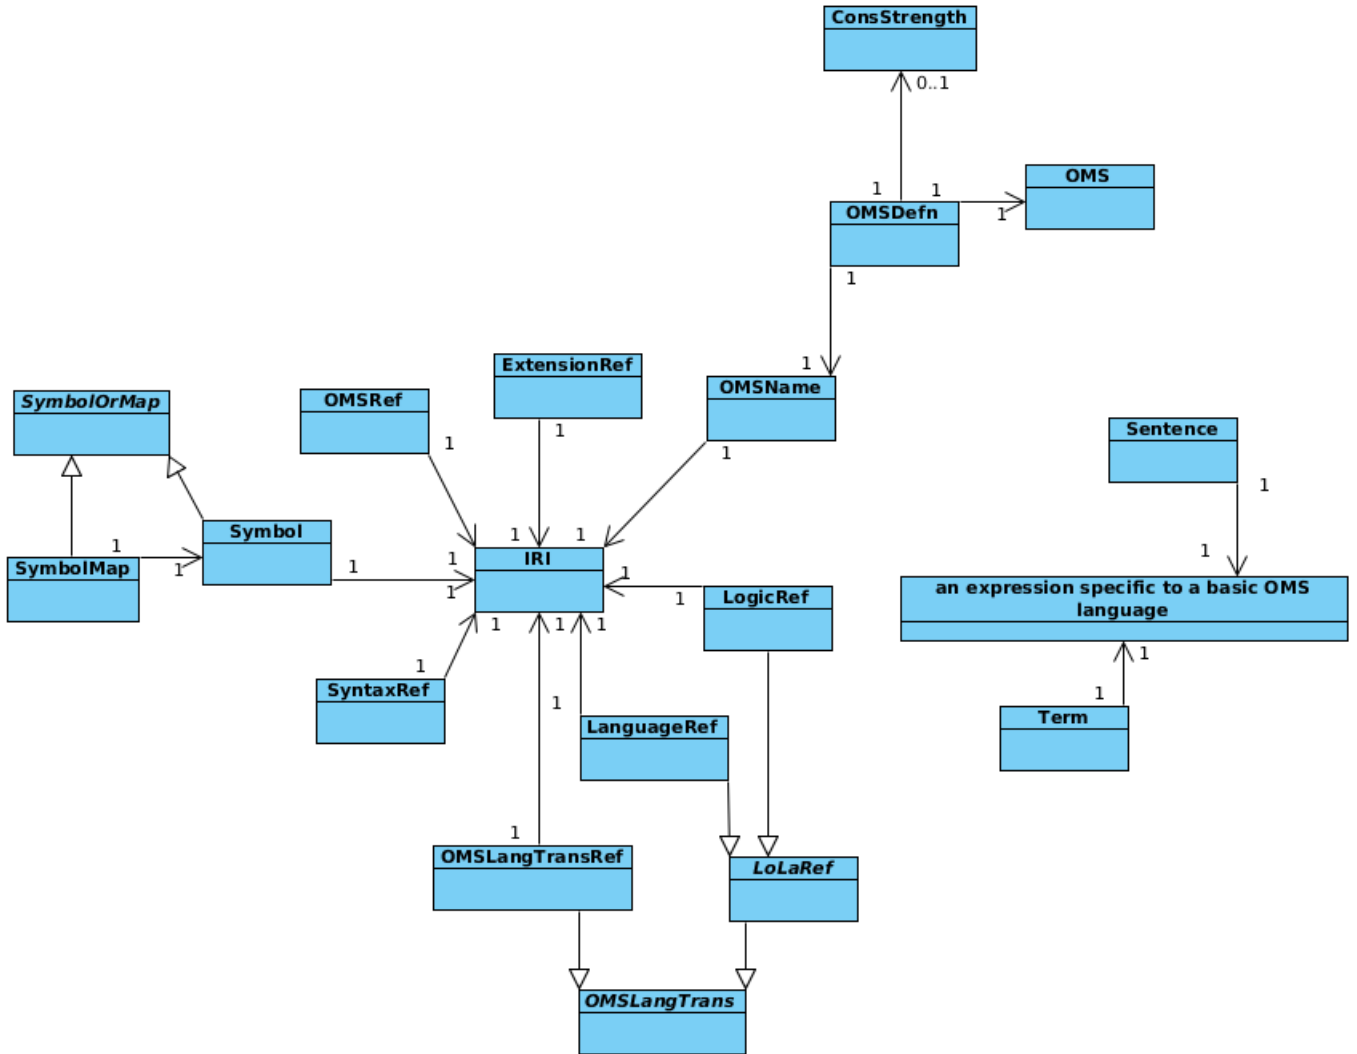 ConsStrength
0..1
OMS
1
1
1
OMSDefn
1
ExtensionRef
1
OMSName
OMSRef
SymbolOrMap
Sentence
1
1
1
1
Symbol
1
1
1
IRI
1
1
SymbolMap
1
1
1
1
1
LogicRef
an expression specific to a basic OMS
language
1
1
1
1
1
SyntaxRef
1
1
LanguageRef
Term
1
OMSLangTransRef
LoLaRef
OMSLangTrans